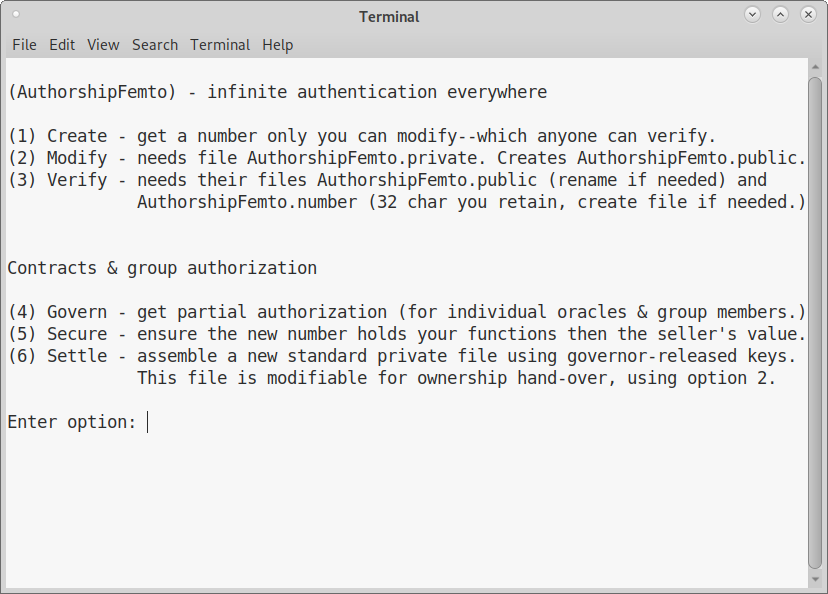 Terminal
File Edit View Search Terminal Help
(AuthorshipFemto) - infinite authentication everywhere
(1) Create - get a number only you can modify--which anyone can verify.
(2) Modify - needs file AuthorshipFemto.private. Creates AuthorshipFemto.public.
(3) Verify - needs their files AuthorshipFemto.public (rename if needed) and
AuthorshipFemto.number (32 char you retain, create file if needed.)
Contracts & group authorization
(4) Govern - get partial authorization (for individual oracles & group members.)
(5) Secure - ensure the new number holds your functions then the seller's value.
(6) Settle - assemble a new standard private file using governor-released keys.
This file is modifiable for ownership hand-over, using option 2.
Enter option: